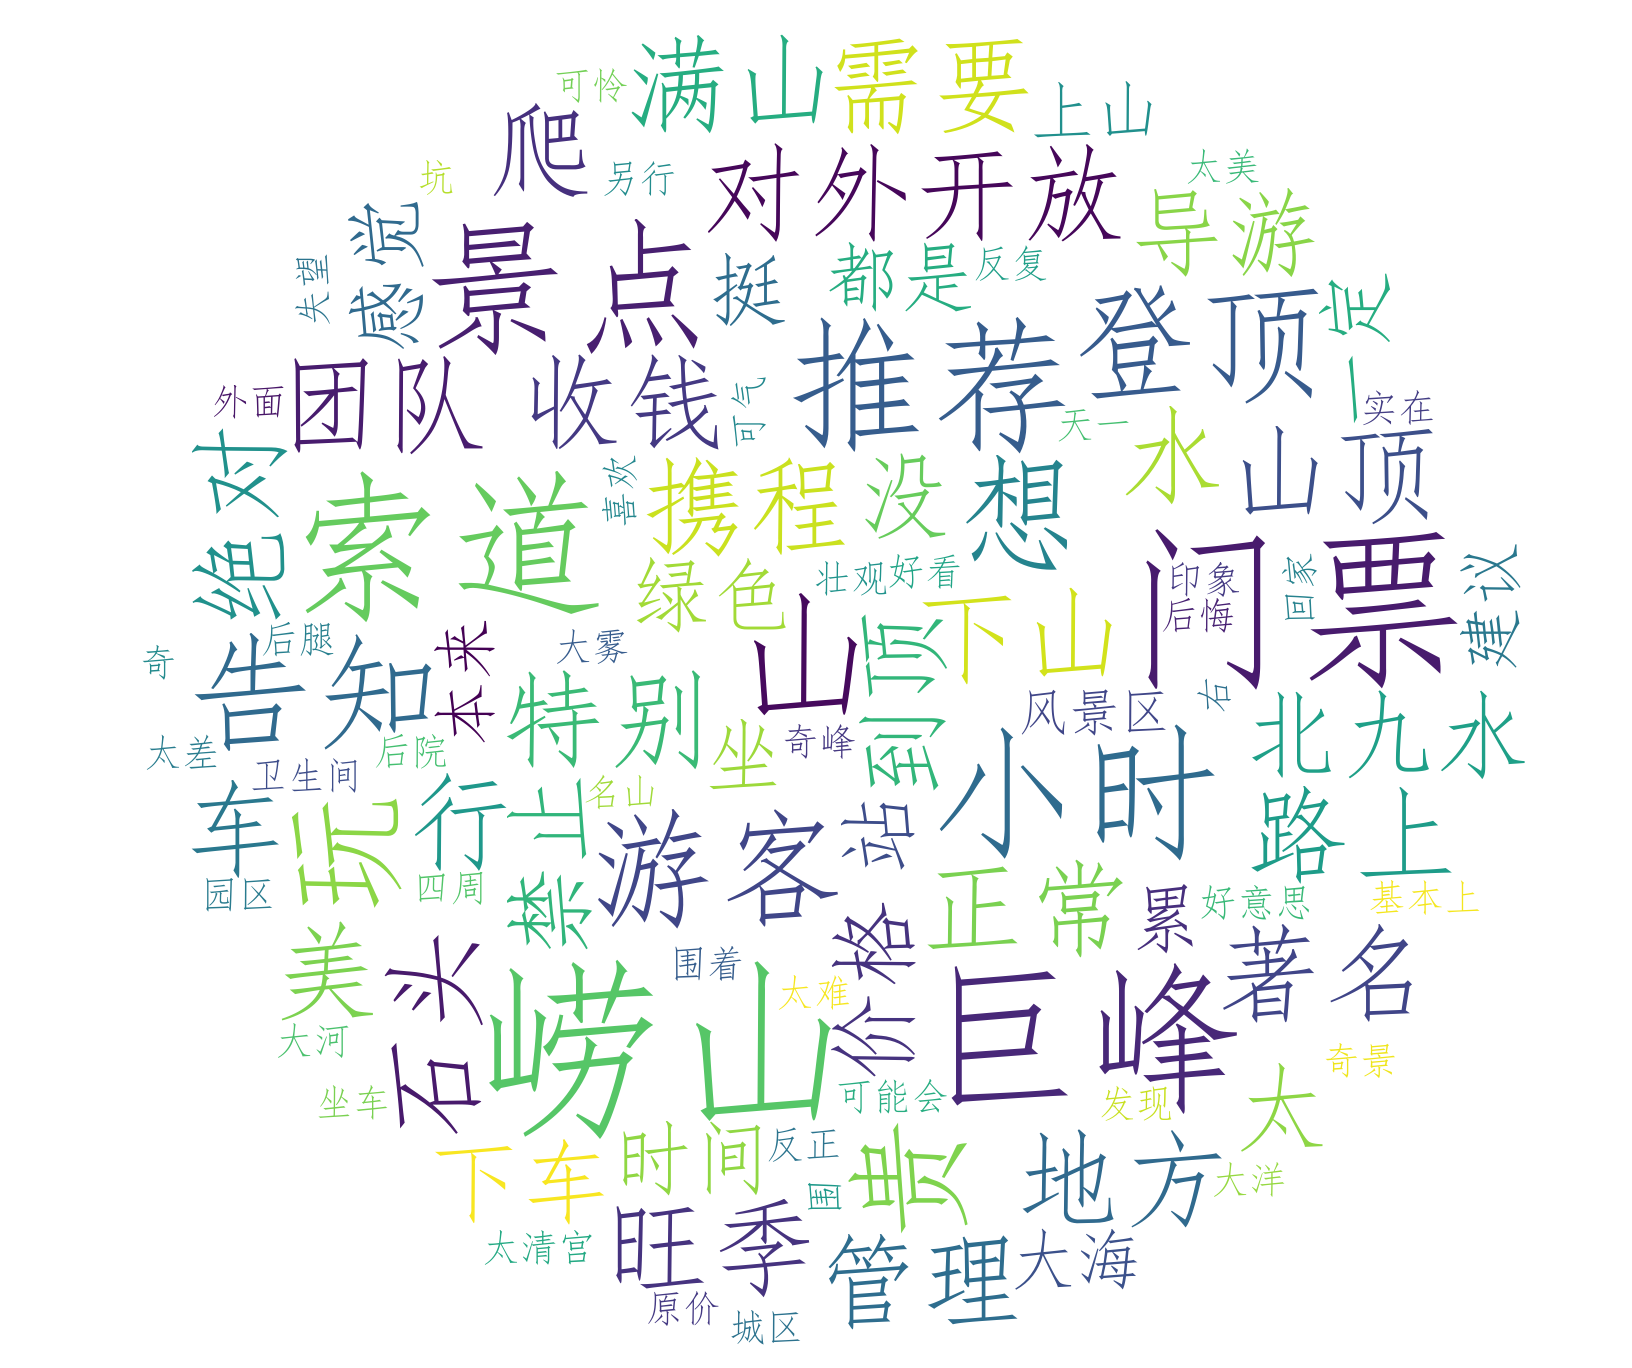 满山
需要
可怜
上山
爬
坑
另行
对外开放
太美
导游
感觉
失望
景点
挺
都是
反复
登顶
一定
推荐
外面
团队
收钱
可气
天一
实在
绝对
索道
喜欢
携程
没
想
水
山顶
绿色
壮观
好看
门票
印象
后悔
回家
建议
奇
告知
后腿
本来
大雾
山
到顶
下山
特别
风景区
右
北九水
太差
卫生间
后院
坐
奇峰
小时
车
玩
行
禁止
名山
游客
站
路上
园区
四周
正常
累
好意思
基本上
美
石头
围着
价格
著名
大河
崂山
太难
巨峰
奇景
坐车
可能会
发现
太
下车
时间
反正
贵
地方
大洋
太清宫
旺季
围
管理
大海
原价
城区